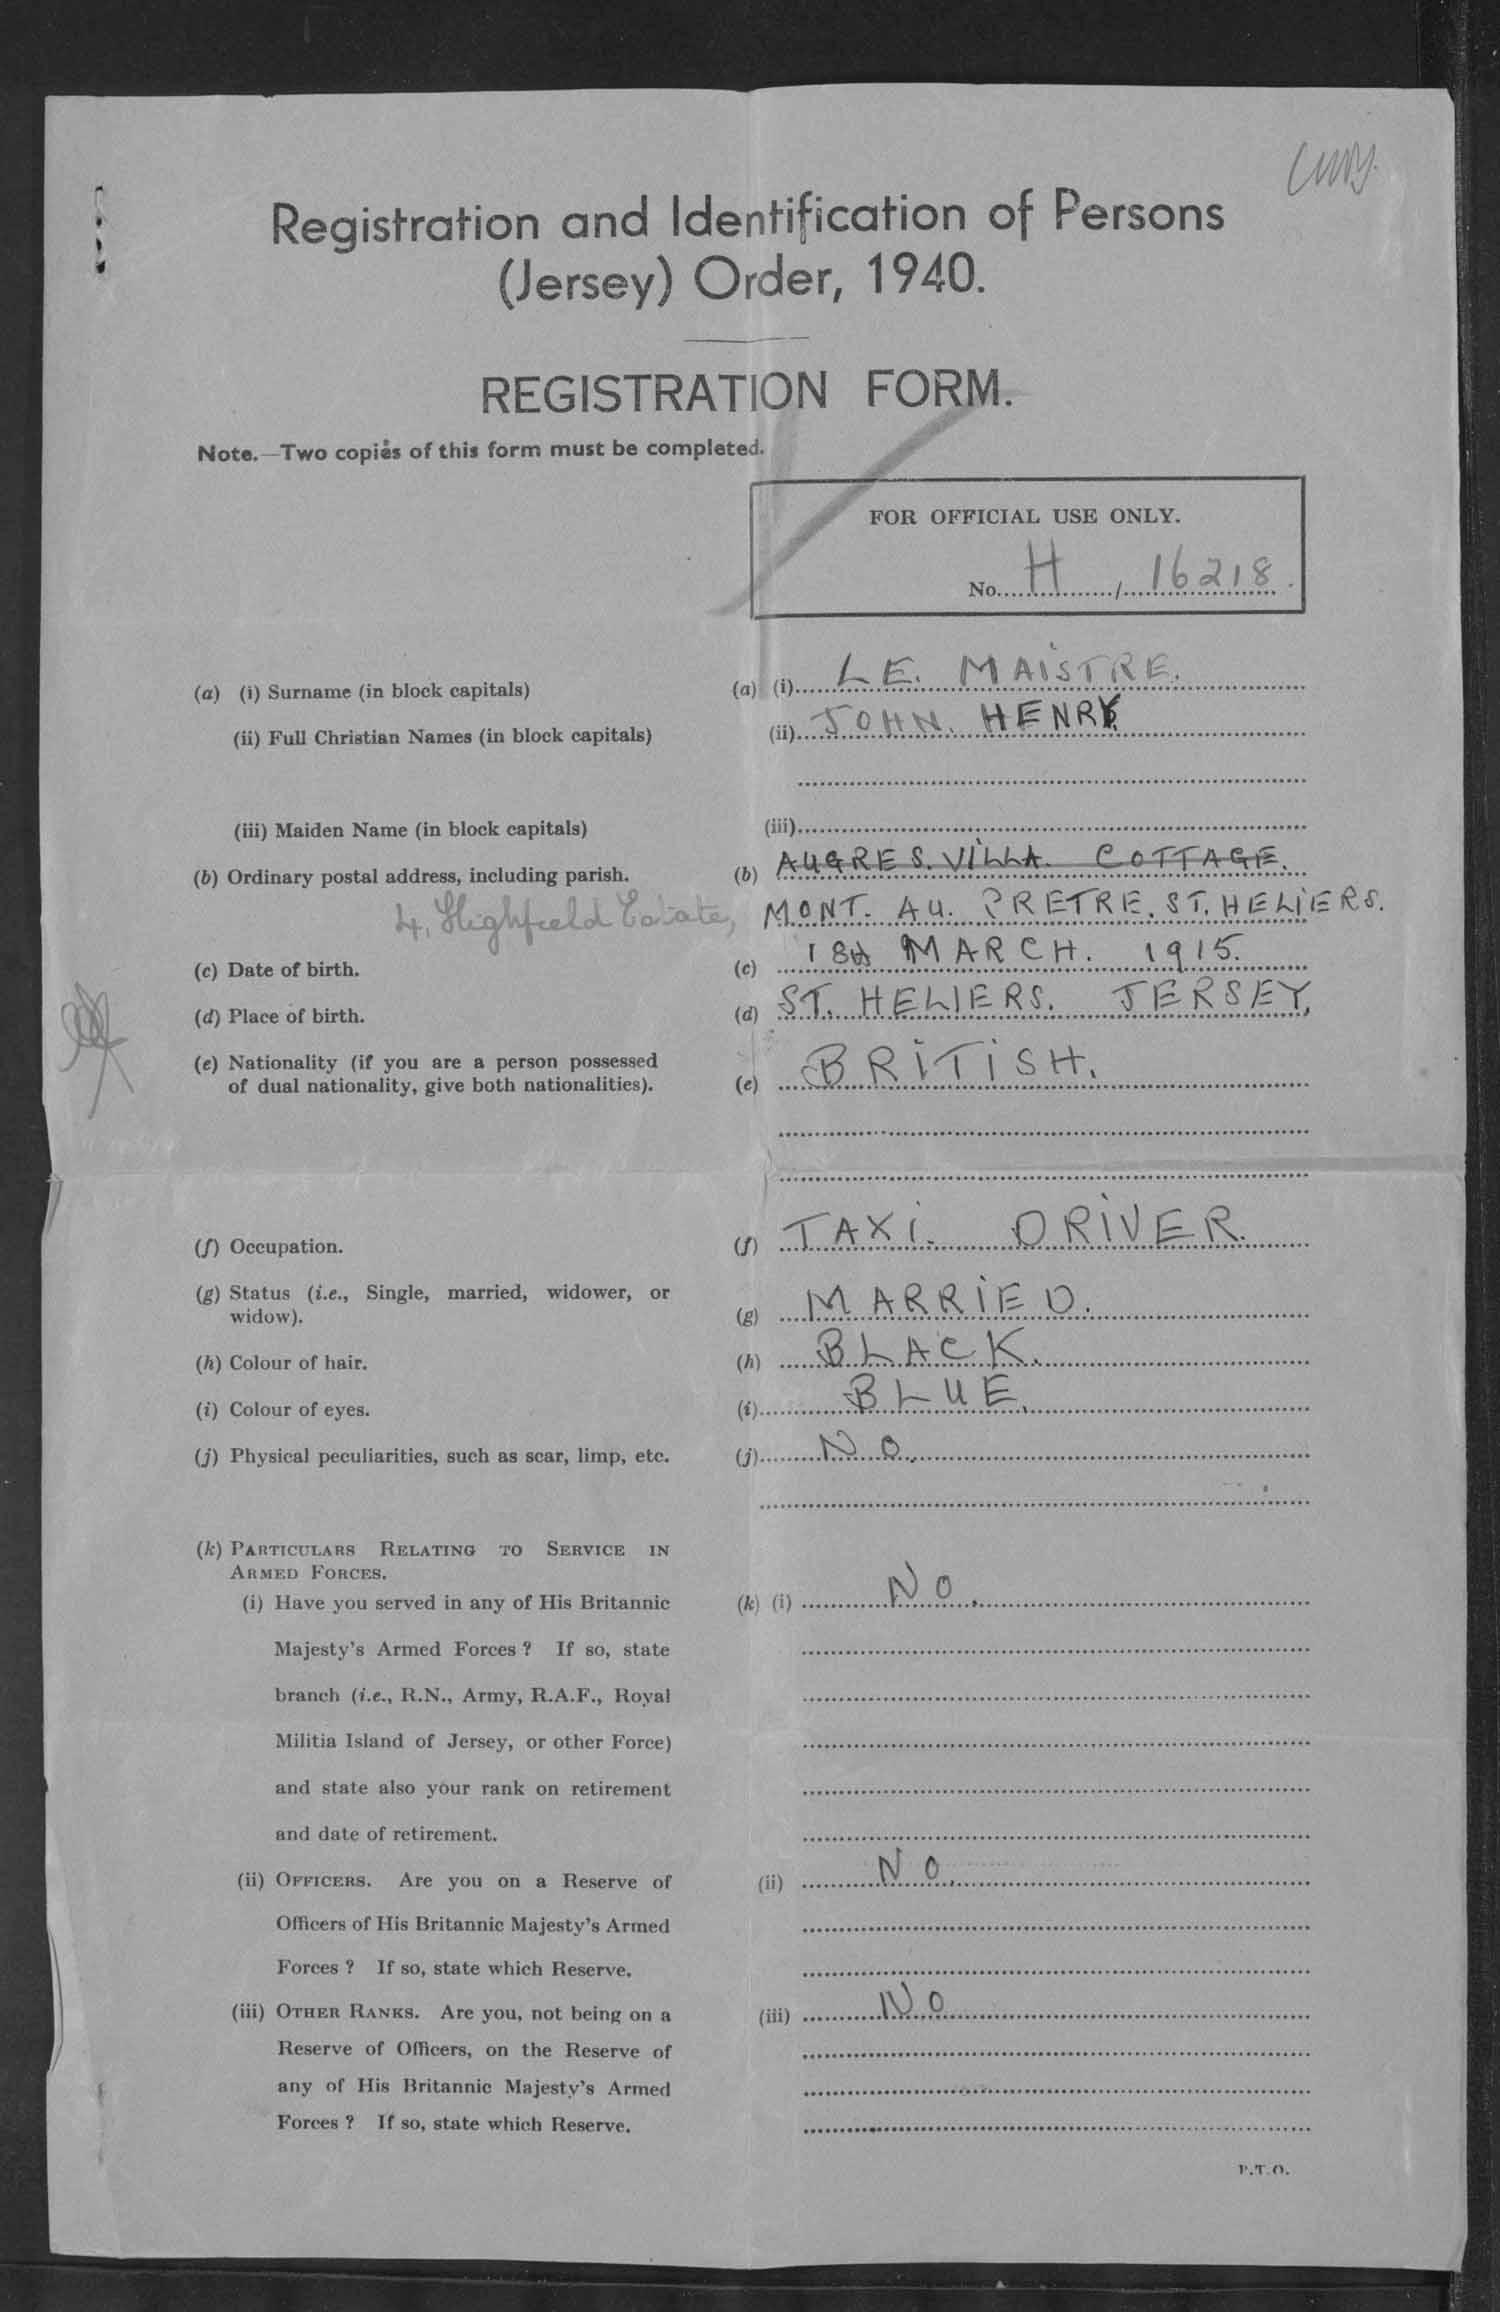 Registration and Identification of Persons
(Jersey) Order, 1940.
REGISTRATION FORM.
Note.—Two copies of this form must be completed.
FOR OFFICIAL USE ONLY.
No. H / 16218.
(a) (i) Surname (in block capitals) (a) (i) LE. MAISTRE.
(ii) Full Christian Names (in block capitals) (ii) JOHN. HENRY.
(iii) Maiden Name (in block capitals) (iii)
(b) Ordinary postal address, including parish. (b) AUGRES. VILLA. COTTAGE.
4, Highfield Estate, MONT. AU. PRETRE. ST. HELIERS.
(c) Date of birth. (c) 18th MARCH. 1915.
(d) Place of birth. (d) ST. HELIERS. JERSEY,
(e) Nationality (if you are a person possessed
of dual nationality, give both nationalities). (e) BRITISH.
(f) Occupation. (f) TAXI. DRIVER.
(g) Status (i.e., Single, married, widower, or
widow). (g) MARRIED.
(h) Colour of hair. (h) BLACK.
(i) Colour of eyes. (i) BLUE.
(j) Physical peculiarities, such as scar, limp, etc. (j) No.
(k) PARTICULARS RELATING TO SERVICE IN
ARMED FORCES.
(i) Have you served in any of His Britannic (k) (i) No.
Majesty's Armed Forces? If so, state
branch (i.e., R.N., Army, R.A.F., Royal
Militia Island of Jersey, or other Force)
and state also your rank on retirement
and date of retirement.
(ii) OFFICERS. Are you on a Reserve of (ii) No.
Officers of His Britannic Majesty's Armed
Forces? If so, state which Reserve.
(iii) OTHER RANKS. Are you, not being on a (iii) No
Reserve of Officers, on the Reserve of
any of His Britannic Majesty's Armed
Forces? If so, state which Reserve.
P.T.O.